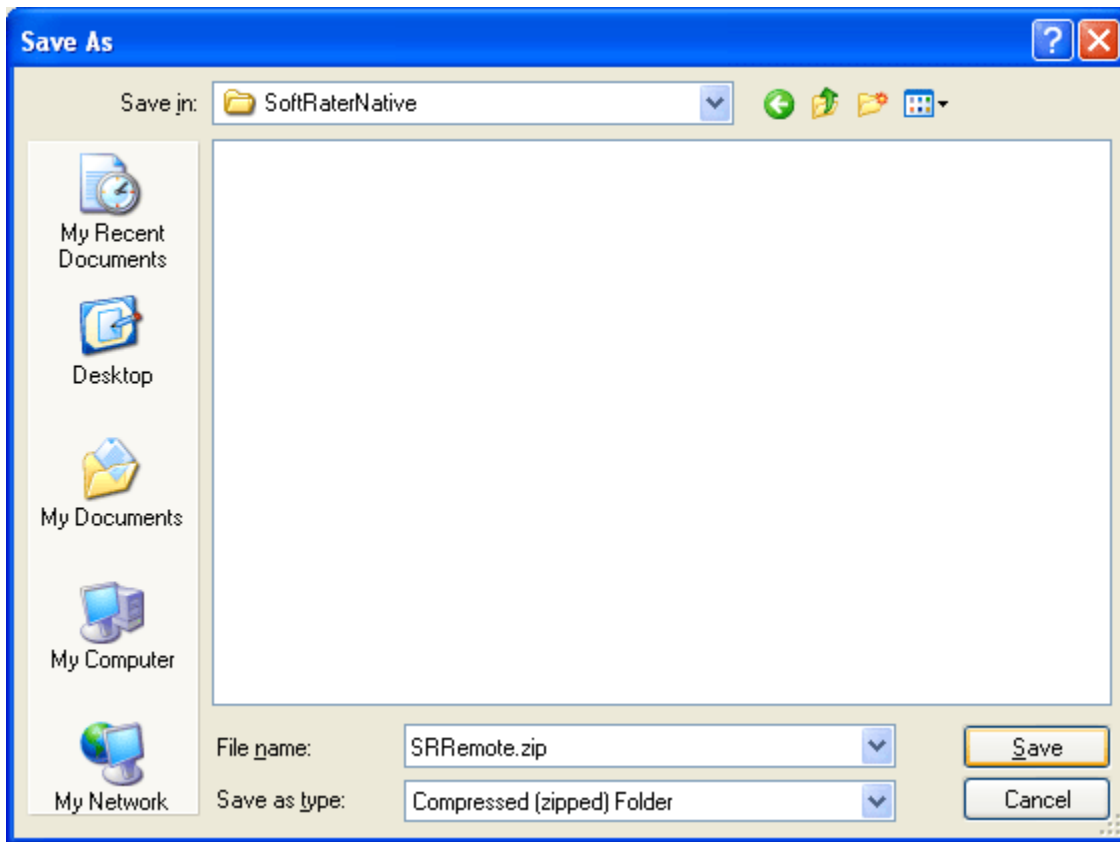 Save As
Save in: SoftRaterNative
My Recent
Documents
Desktop
My Documents
My Computer
My Network
File name: SRRemote.zip Save
Save as type: Compressed (zipped) Folder Cancel